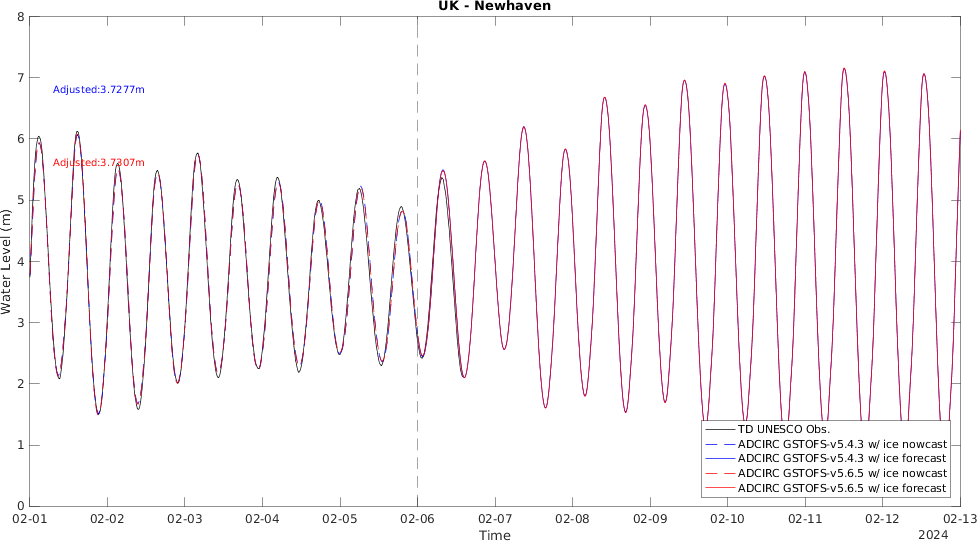 UK - Newhaven
8
7
6
5
4
3
2
1
0
Water Level (m)
Adjusted:3.7277m
Adjusted:3.7307m
TD UNESCO Obs.
ADCIRC GSTOFS-v5.4.3 w/ ice nowcast
ADCIRC GSTOFS-v5.4.3 w/ ice forecast
ADCIRC GSTOFS-v5.6.5 w/ ice nowcast
ADCIRC GSTOFS-v5.6.5 w/ ice forecast
02-01 02-02 02-03 02-04 02-05 02-06 02-07 02-08 02-09 02-10 02-11 02-12 02-13
Time
2024